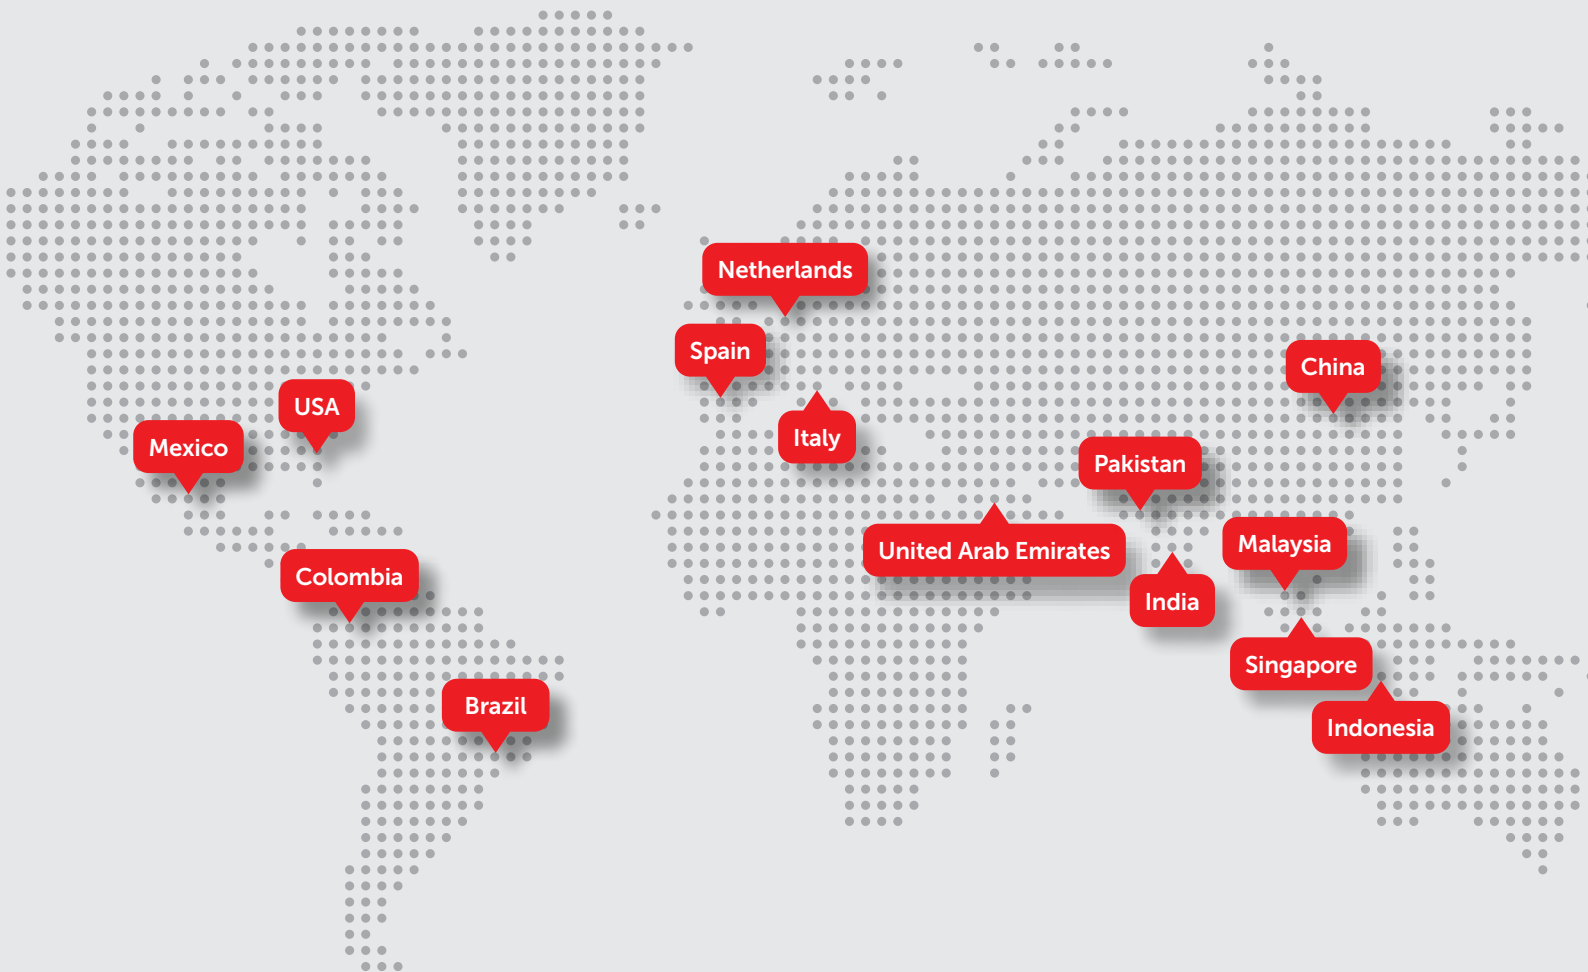 Netherlands
Spain
China
USA
Italy
Mexico
Pakistan
United Arab Emirates
Malaysia
Colombia
India
Singapore
Brazil
Indonesia